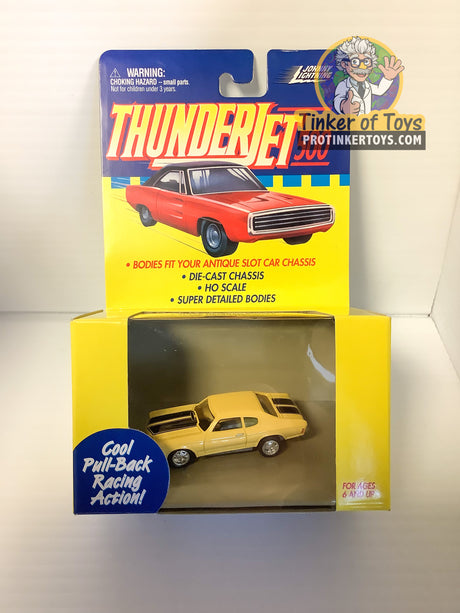 WARNING:
CHOKING HAZARD — small parts.
Not for children under 3 years.
JOHNNY
LIGHTNING
Tinker of Toys
PROTINKERTOYS.COM
THUNDERJET
500
• BODIES FIT YOUR ANTIQUE SLOT CAR CHASSIS
• DIE-CAST CHASSIS
• HO SCALE
• SUPER DETAILED BODIES
Cool
Pull-Back
Racing
Action!
FOR AGES
6 AND UP